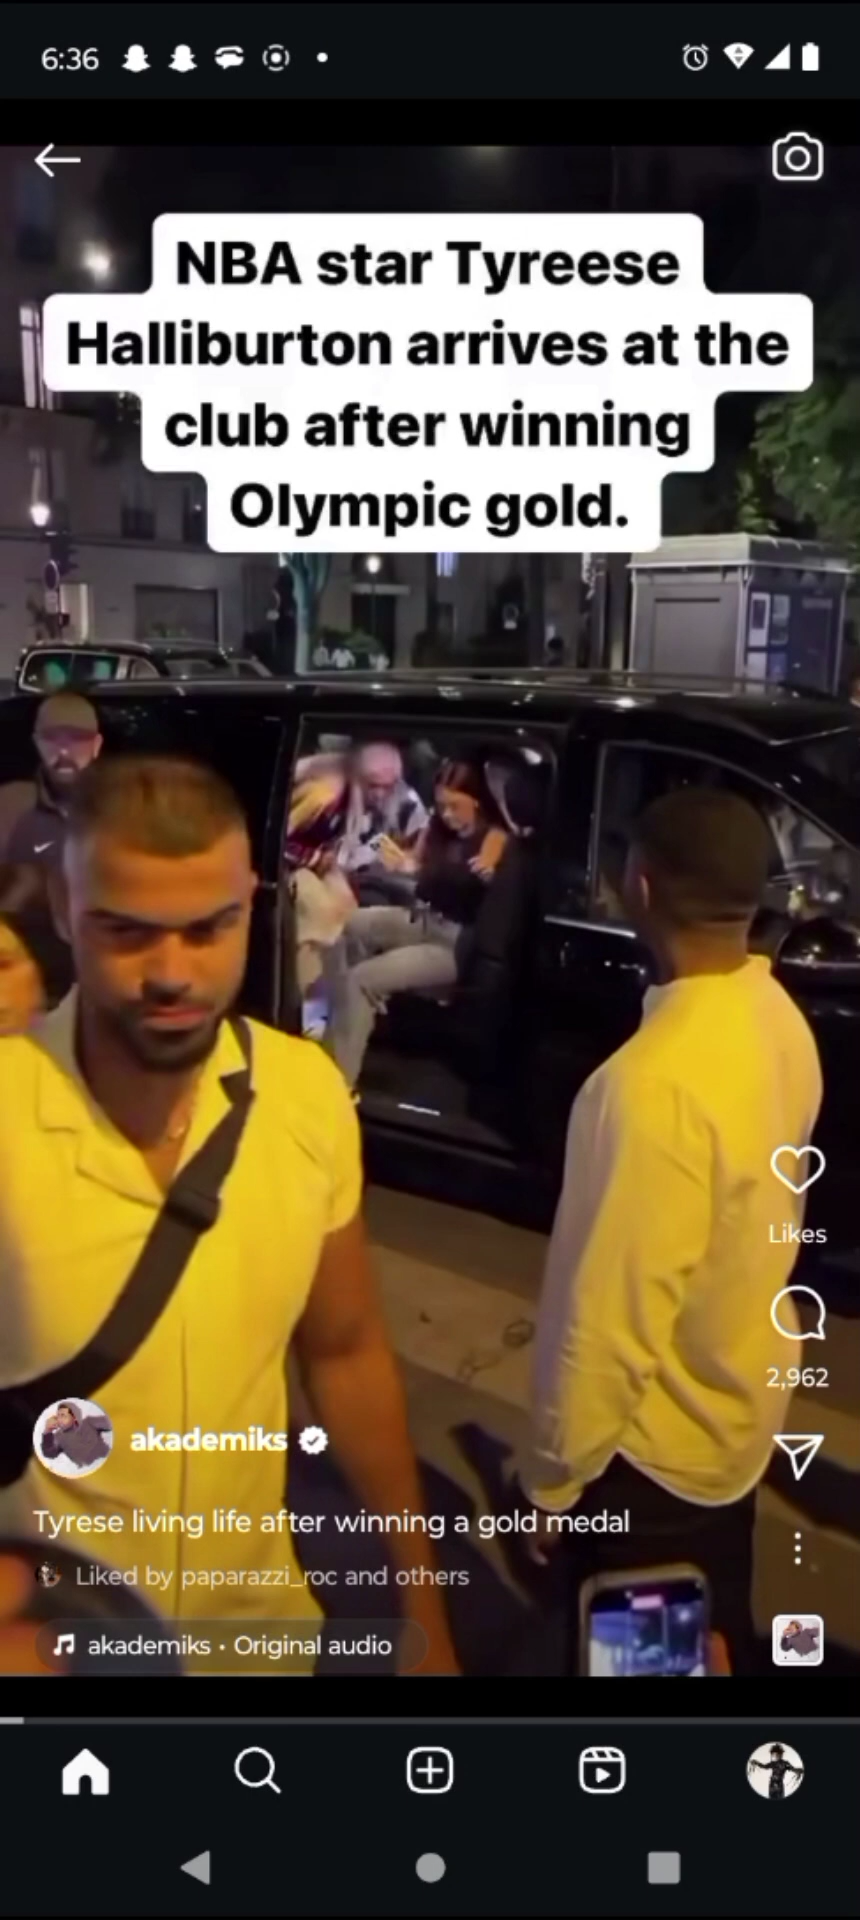 6:36
NBA star Tyreese
Halliburton arrives at the
club after winning
Olympic gold.
Likes
2,962
akademiks
Tyrese living life after winning a gold medal
Liked by paparazzi_roc and others
akademiks • Original audio